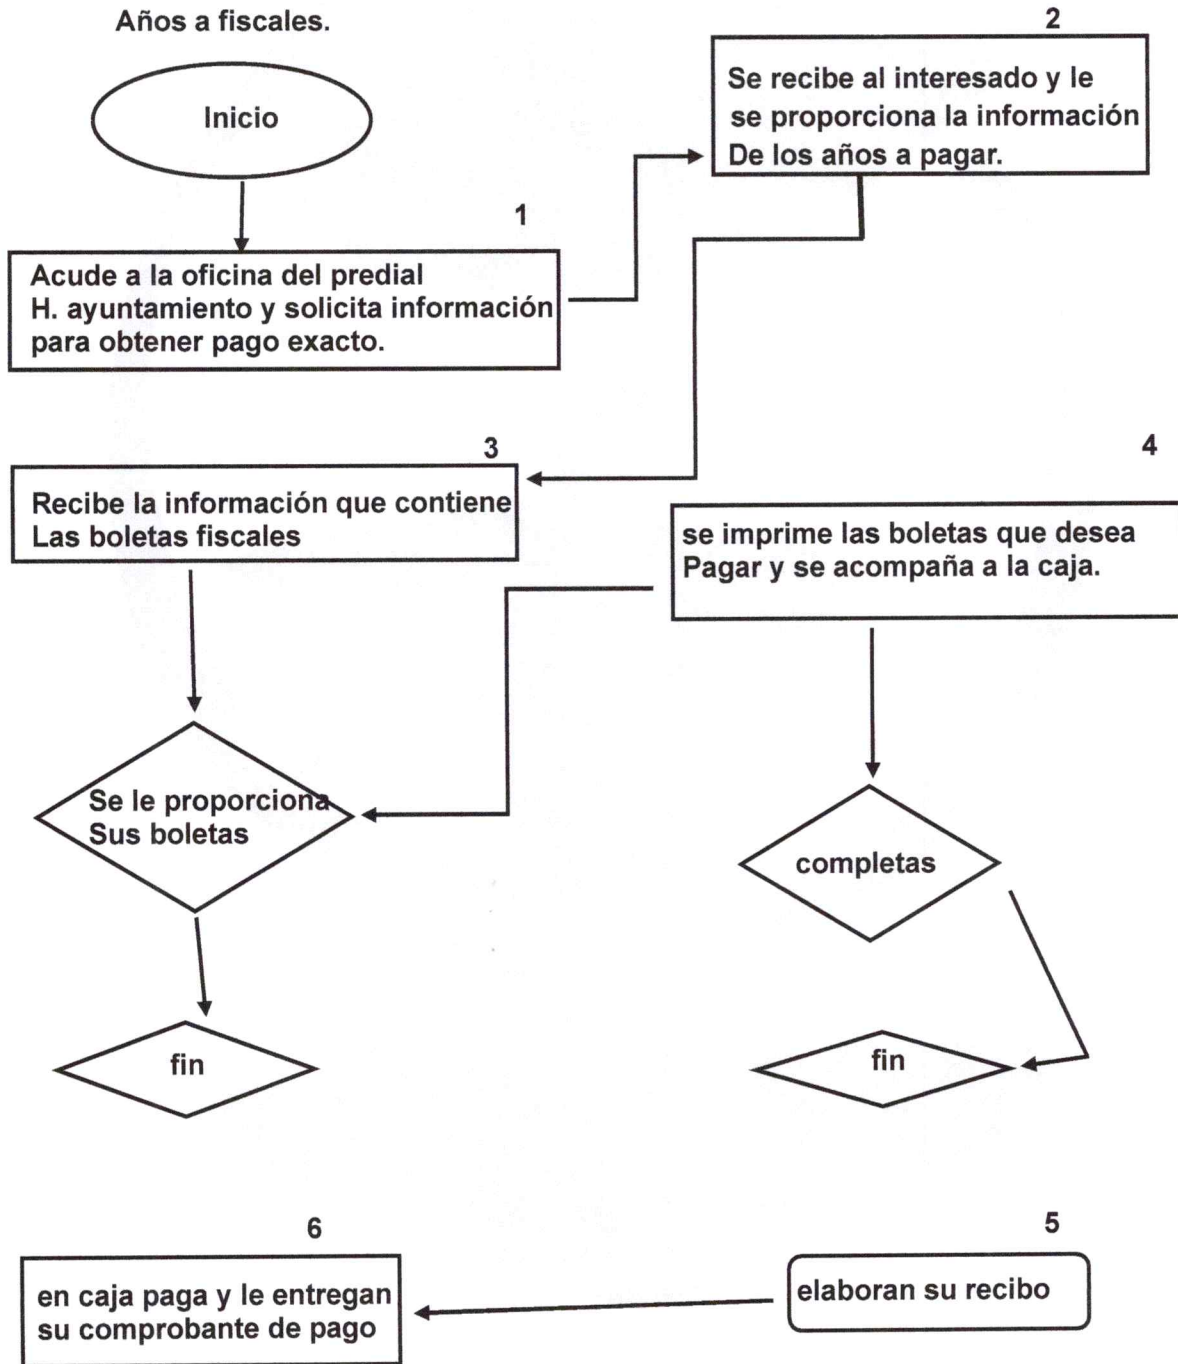 Años a fiscales.
Inicio
1
Acude a la oficina del predial
H. ayuntamiento y solicita información
para obtener pago exacto.
2
Se recibe al interesado y le
se proporciona la información
De los años a pagar.
3
Recibe la información que contiene
Las boletas fiscales
4
se imprime las boletas que desea
Pagar y se acompaña a la caja.
Se le proporciona
Sus boletas
completas
fin
fin
5
elaboran su recibo
6
en caja paga y le entregan
su comprobante de pago